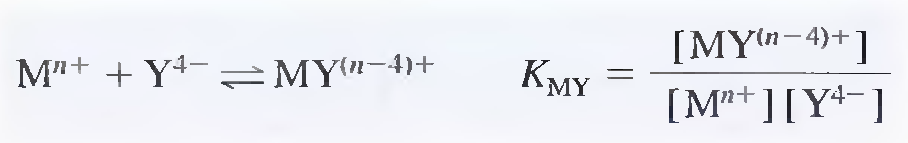 Mⁿ⁺ + Y⁴⁻ ⇌ MY⁽ⁿ⁻⁴⁾⁺ K_MY = [MY⁽ⁿ⁻⁴⁾⁺] / [Mⁿ⁺][Y⁴⁻]